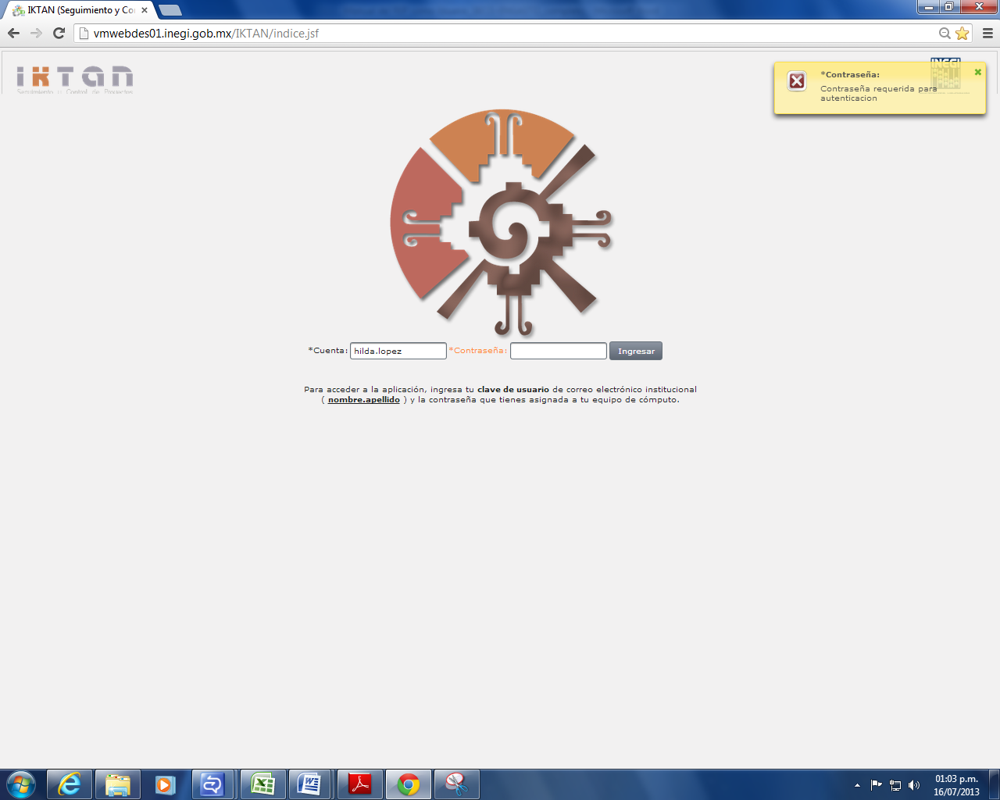 IKTAN (Seguimiento y Co
vmwebdes01.inegi.gob.mx/IKTAN/indice.jsf
iKTAN
Seguimiento y Control de Proyectos
INEGI
*Contraseña:
Contraseña requerida para
autenticacion
*Cuenta: hilda.lopez *Contraseña: Ingresar
Para acceder a la aplicación, ingresa tu clave de usuario de correo electrónico institucional
( nombre.apellido ) y la contraseña que tienes asignada a tu equipo de cómputo.
01:03 p.m.
16/07/2013